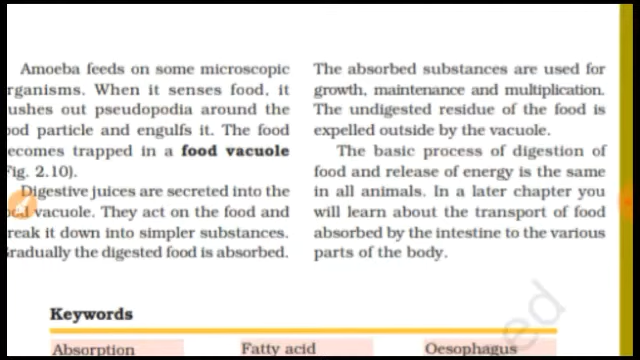 Amoeba feeds on some microscopic
rganisms. When it senses food, it
ushes out pseudopodia around the
ood particle and engulfs it. The food
ecomes trapped in a food vacuole
Fig. 2.10).
Digestive juices are secreted into the
vacuole. They act on the food and
reak it down into simpler substances.
Gradually the digested food is absorbed.
The absorbed substances are used for
growth, maintenance and multiplication.
The undigested residue of the food is
expelled outside by the vacuole.
The basic process of digestion of
food and release of energy is the same
in all animals. In a later chapter you
will learn about the transport of food
absorbed by the intestine to the various
parts of the body.
Keywords
Absorption
Fatty acid
Oesophagus